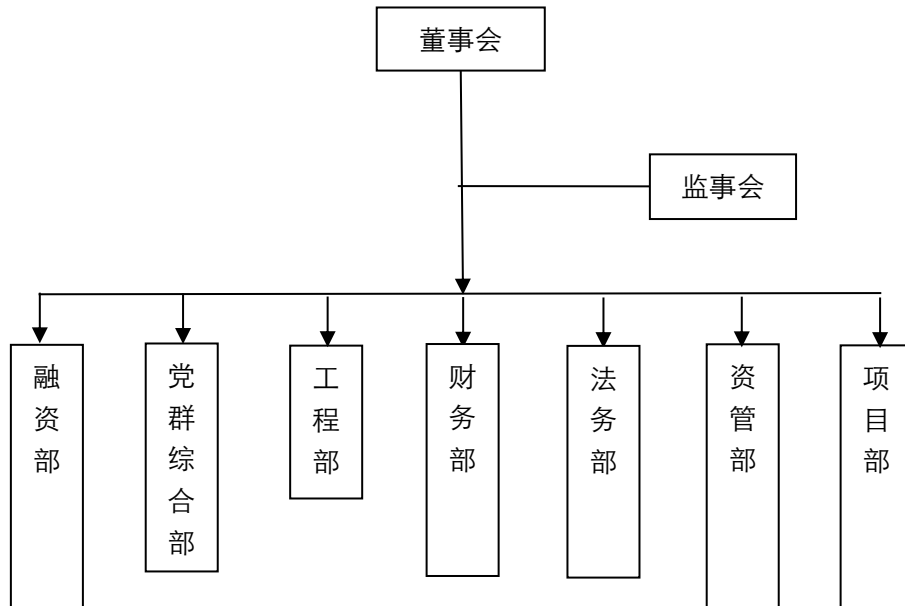 董事会
监事会
融资部
党群综合部
工程部
财务部
法务部
资管部
项目部